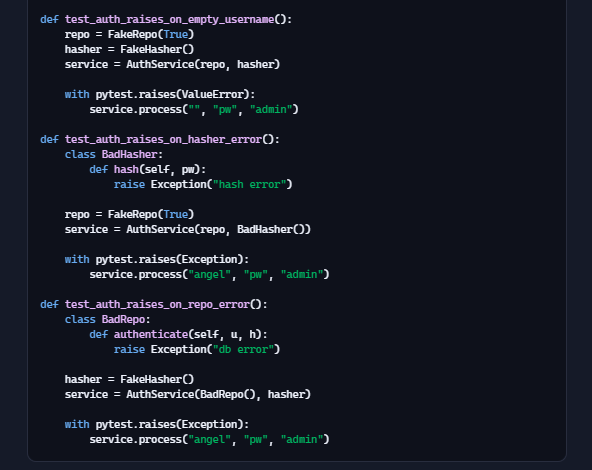 def test_auth_raises_on_empty_username():
    repo = FakeRepo(True)
    hasher = FakeHasher()
    service = AuthService(repo, hasher)

    with pytest.raises(ValueError):
        service.process("", "pw", "admin")

def test_auth_raises_on_hasher_error():
    class BadHasher:
        def hash(self, pw):
            raise Exception("hash error")

    repo = FakeRepo(True)
    service = AuthService(repo, BadHasher())

    with pytest.raises(Exception):
        service.process("angel", "pw", "admin")

def test_auth_raises_on_repo_error():
    class BadRepo:
        def authenticate(self, u, h):
            raise Exception("db error")

    hasher = FakeHasher()
    service = AuthService(BadRepo(), hasher)

    with pytest.raises(Exception):
        service.process("angel", "pw", "admin")